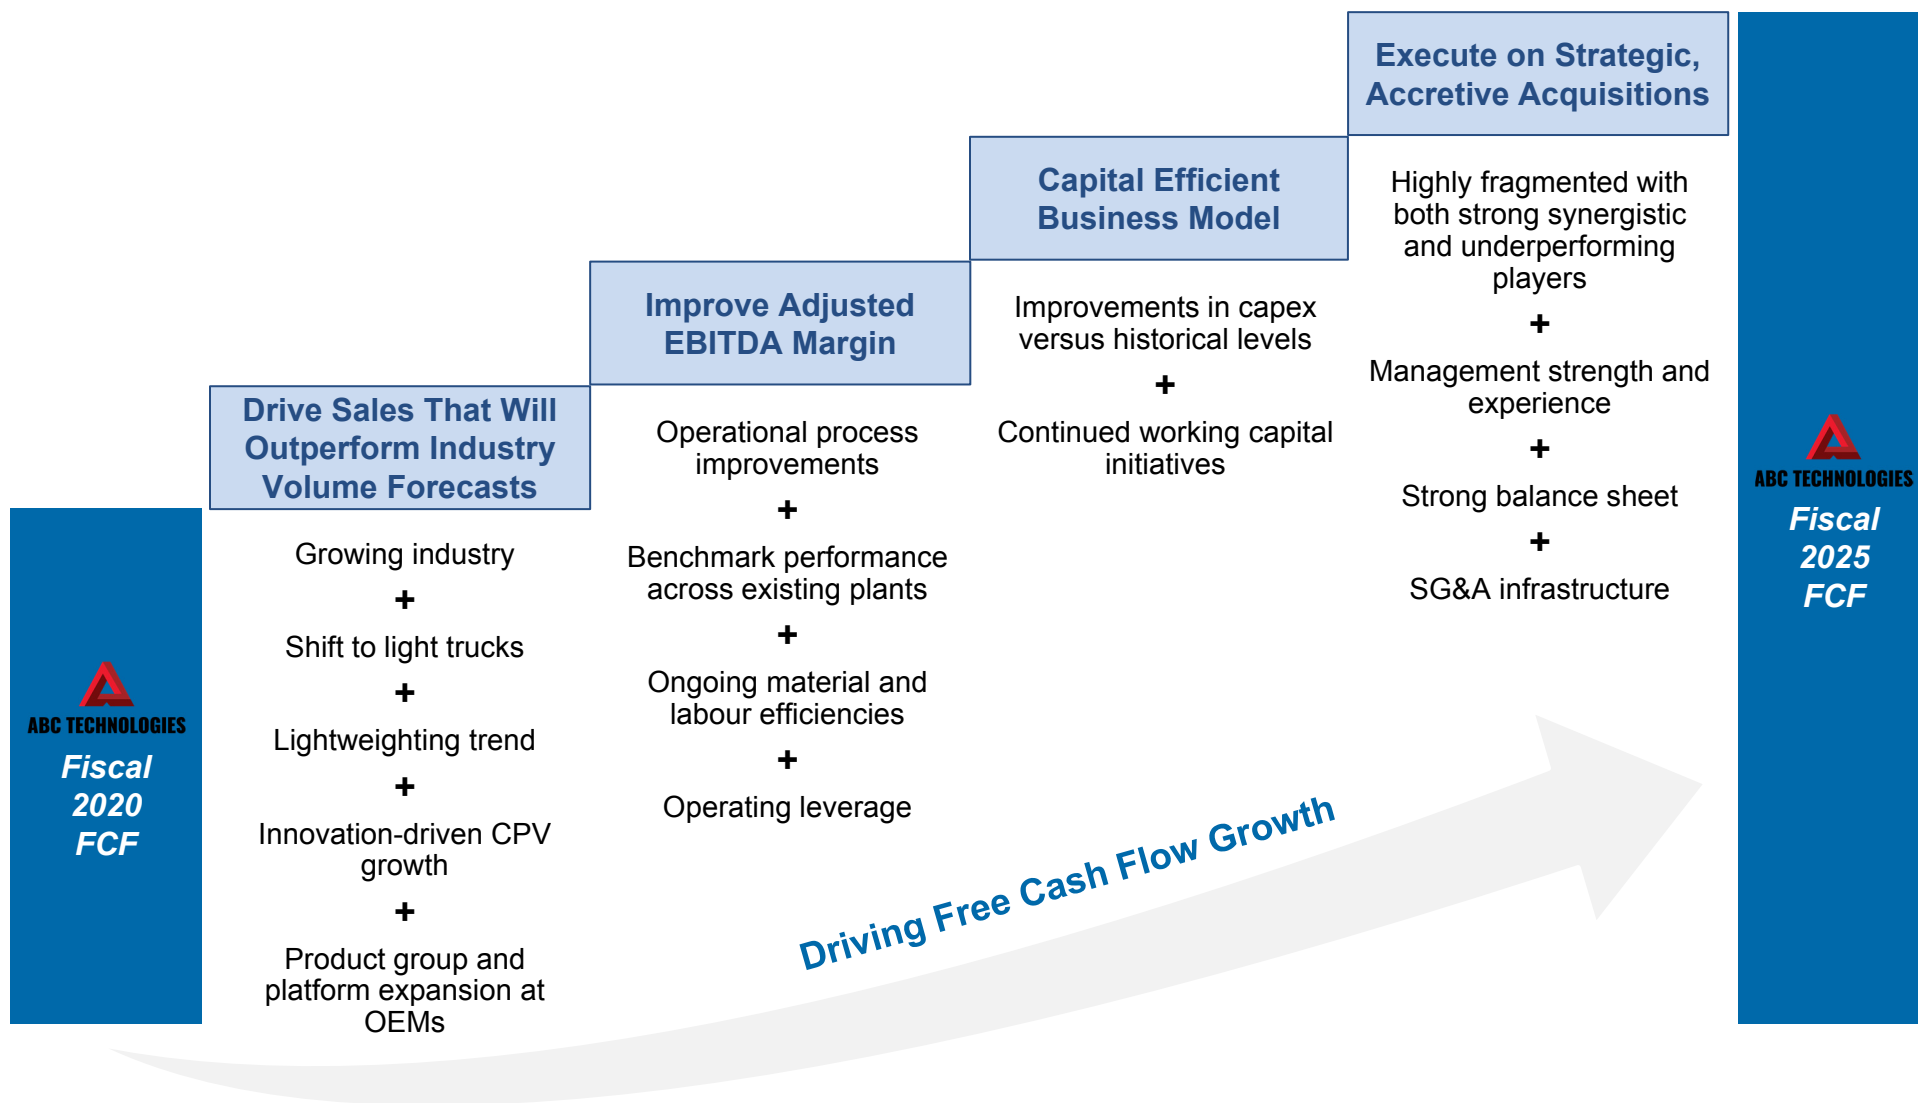 ABC TECHNOLOGIES
Fiscal
2020
FCF
Drive Sales That Will
Outperform Industry
Volume Forecasts
Growing industry
+
Shift to light trucks
+
Lightweighting trend
+
Innovation-driven CPV
growth
+
Product group and
platform expansion at
OEMs
Improve Adjusted
EBITDA Margin
Operational process
improvements
+
Benchmark performance
across existing plants
+
Ongoing material and
labour efficiencies
+
Operating leverage
Capital Efficient
Business Model
Improvements in capex
versus historical levels
+
Continued working capital
initiatives
Execute on Strategic,
Accretive Acquisitions
Highly fragmented with
both strong synergistic
and underperforming
players
+
Management strength and
experience
+
Strong balance sheet
+
SG&A infrastructure
Driving Free Cash Flow Growth
ABC TECHNOLOGIES
Fiscal
2025
FCF